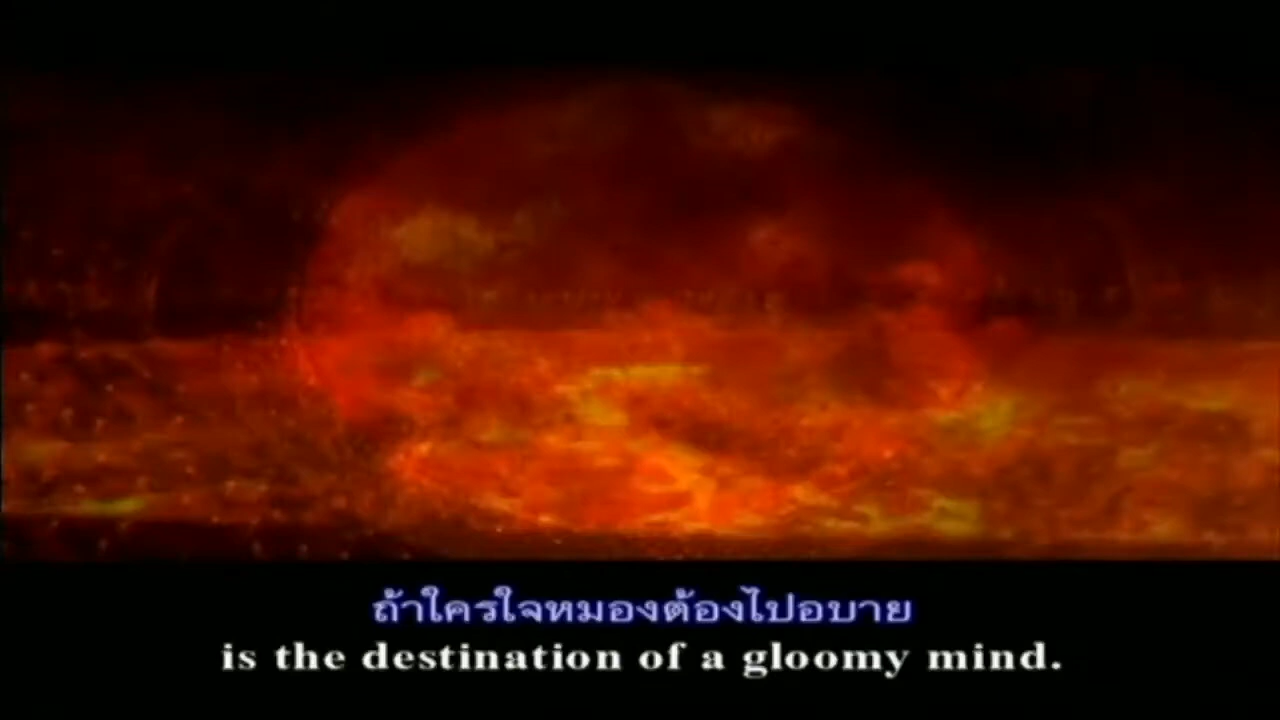 ถ้าใครใจหมองต้องไปอบาย
is the destination of a gloomy mind.